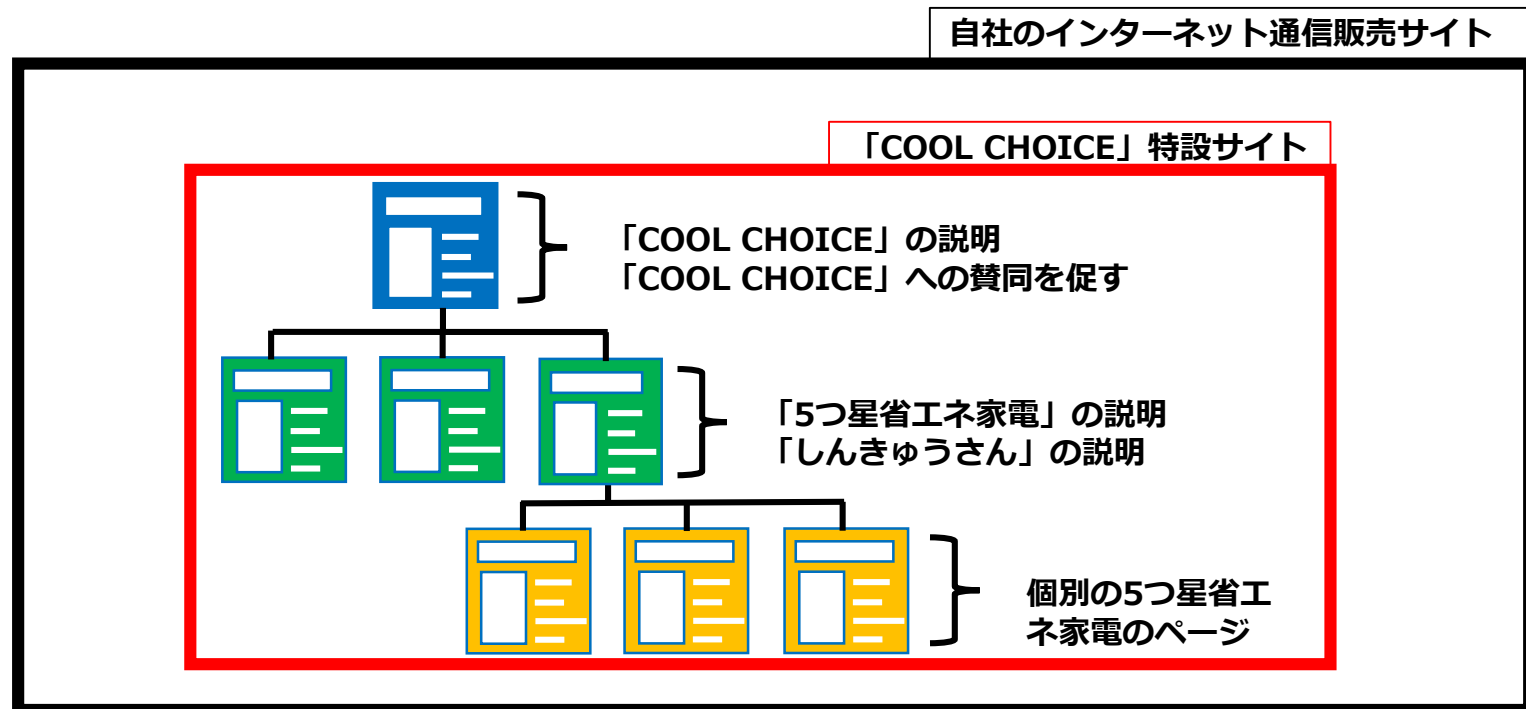 自社のインターネット通信販売サイト
「COOL CHOICE」特設サイト
「COOL CHOICE」の説明
「COOL CHOICE」への賛同を促す
「5つ星省エネ家電」の説明
「しんきゅうさん」の説明
個別の5つ星省エ
ネ家電のページ